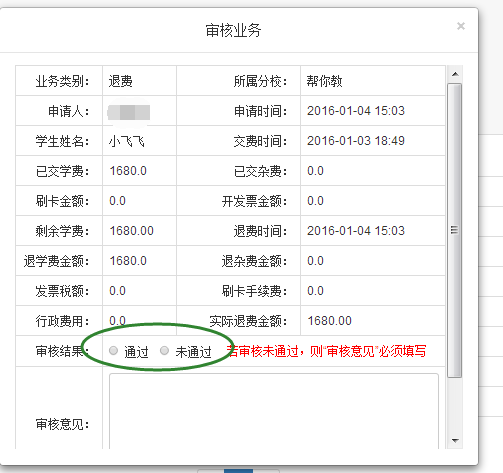 审核业务 ×
业务类别： 退费 所属分校： 帮你教
申请人： 申请时间： 2016-01-04 15:03
学生姓名： 小飞飞 交费时间： 2016-01-03 18:49
已交学费： 1680.0 已交杂费： 0.0
刷卡金额： 0.0 开发票金额： 0.0
剩余学费： 1680.00 退费时间： 2016-01-04 15:03
退学费金额： 1680.0 退杂费金额： 0.0
发票税额： 0.0 刷卡手续费： 0.0
行政费用： 0.0 实际退费金额： 1680.00
审核结果： 通过 未通过 若审核未通过，则“审核意见”必须填写
审核意见：